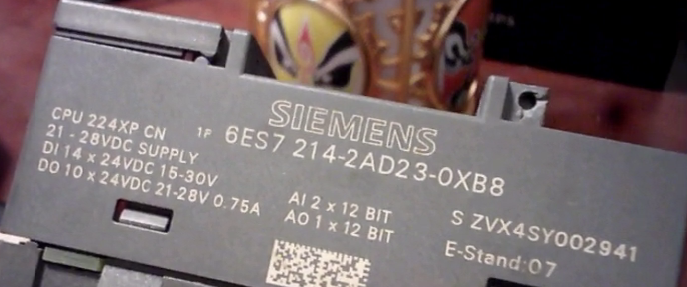 SIEMENS
CPU 224XP CN
21 - 28VDC SUPPLY
DI 14 x 24VDC 15-30V
DO 10 x 24VDC 21-28V 0.75A
1P 6ES7 214-2AD23-0XB8
AI 2 x 12 BIT
AO 1 x 12 BIT
S ZVX4SY002941
E-Stand:07